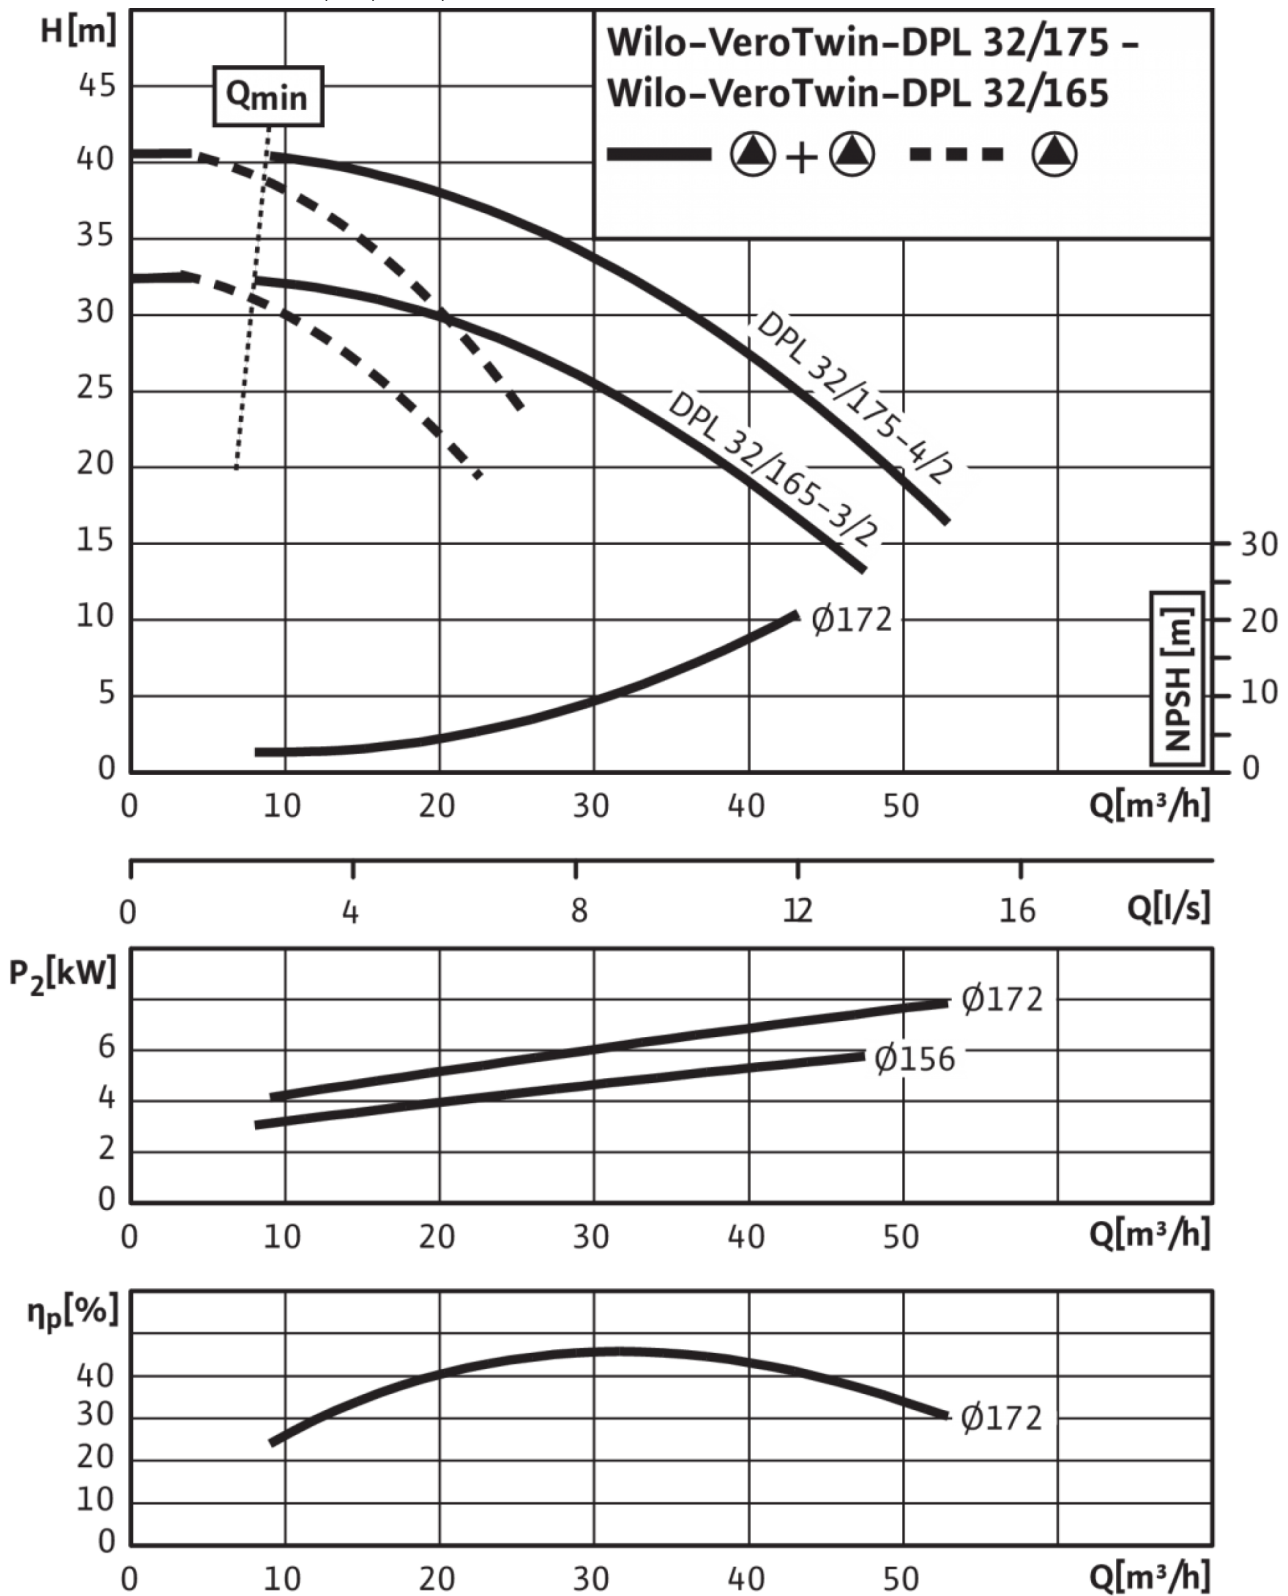 H[m]
Wilo-VeroTwin-DPL 32/175 -
Wilo-VeroTwin-DPL 32/165
+
Qmin
45
40
35
30
25
20
15
10
5
0
DPL 32/175-4/2
DPL 32/165-3/2
Ø172
30
20
10
0
NPSH [m]
0 10 20 30 40 50 Q[m³/h]
0 4 8 12 16 Q[l/s]
P₂[kW]
6
4
2
0
Ø172
Ø156
0 10 20 30 40 50 Q[m³/h]
ηp[%]
40
30
20
10
0
Ø172
0 10 20 30 40 50 Q[m³/h]